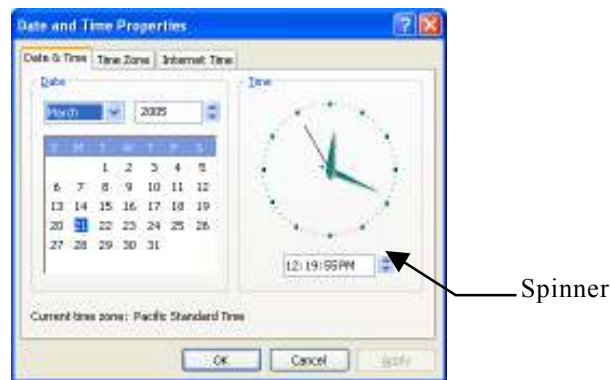 Date and Time Properties
Date & Time Time Zone Internet Time
Date
Time
March 2005
S M T W T F S
1 2 3 4 5
6 7 8 9 10 11 12
13 14 15 16 17 18 19
20 21 22 23 24 25 26
27 28 29 30 31
12:19:55 PM
Spinner
Current time zone: Pacific Standard Time
OK Cancel Apply